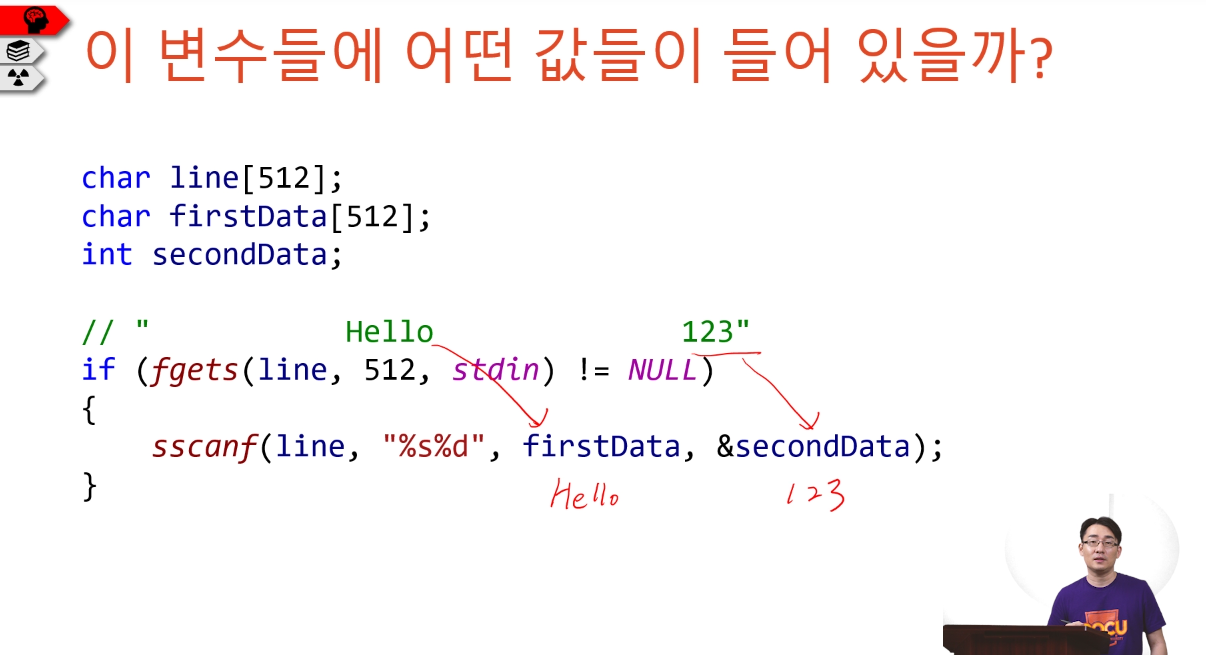 이 변수들에 어떤 값들이 들어 있을까?
char line[512];
char firstData[512];
int secondData;
// "           Hello              123"
if (fgets(line, 512, stdin) != NULL)
{
    sscanf(line, "%s%d", firstData, &secondData);
}
Hello 123